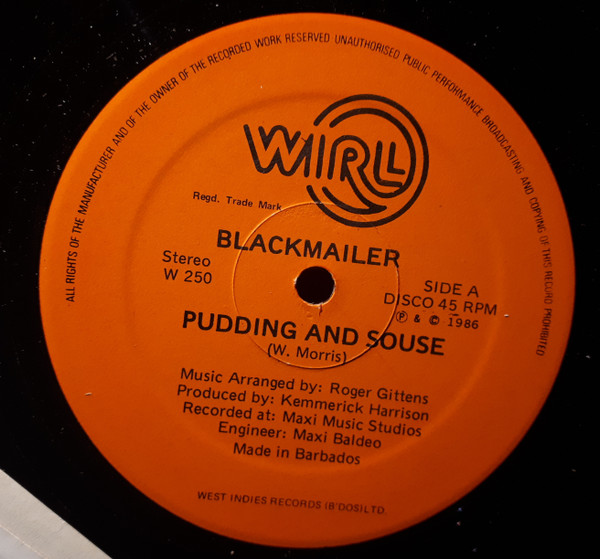 ALL RIGHTS OF THE MANUFACTURER AND OF THE OWNER OF THE RECORDED WORK RESERVED UNAUTHORISED PUBLIC PERFORMANCE BROADCASTING AND COPYING OF THIS RECORD PROHIBITED
WIRL
Regd. Trade Mark
BLACKMAILER
Stereo
W 250
SIDE A
DISCO 45 RPM
℗ & © 1986
PUDDING AND SOUSE
(W. Morris)
Music Arranged by: Roger Gittens
Produced by: Kemmerick Harrison
Recorded at: Maxi Music Studios
Engineer: Maxi Baldeo
Made in Barbados
WEST INDIES RECORDS (B'DOS) LTD.